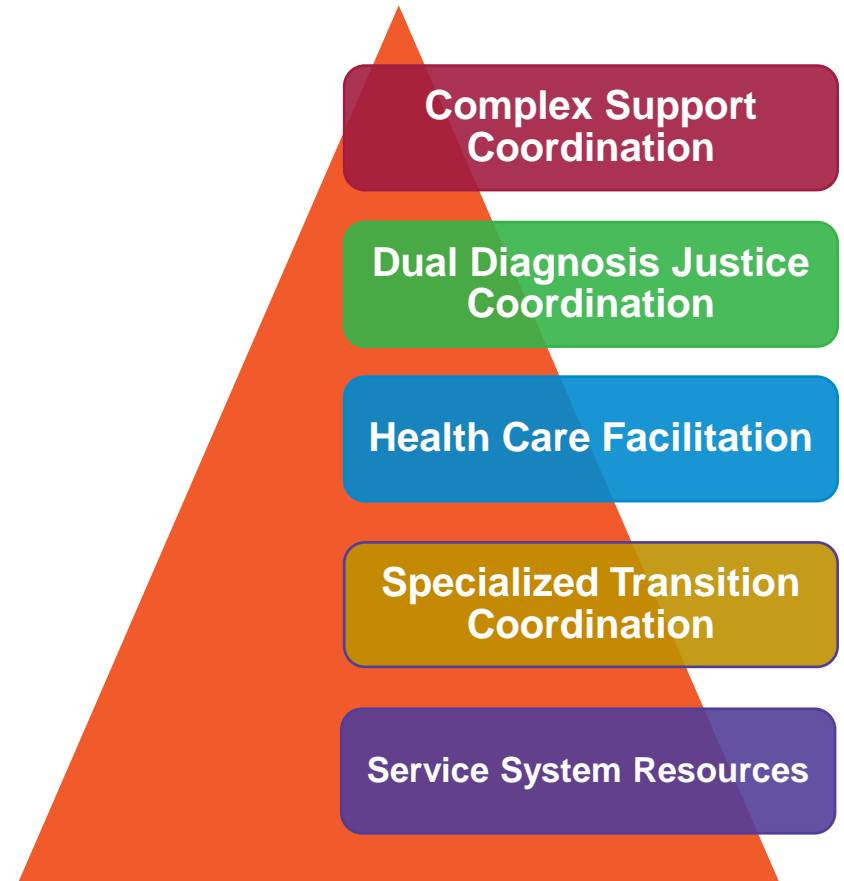 Complex Support
Coordination
Dual Diagnosis Justice
Coordination
Health Care Facilitation
Specialized Transition
Coordination
Service System Resources